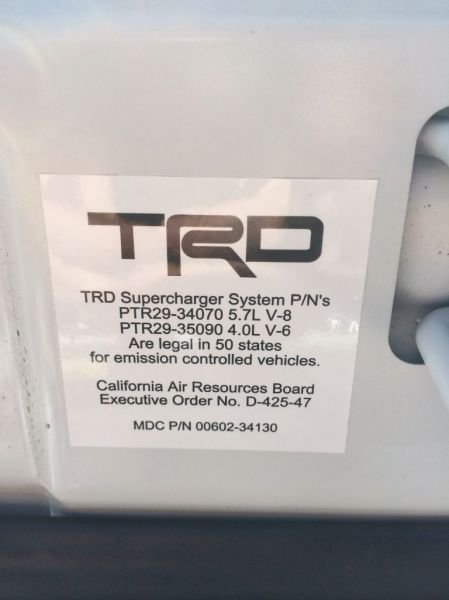 TRD
TRD Supercharger System P/N's
PTR29-34070 5.7L V-8
PTR29-35090 4.0L V-6
Are legal in 50 states
for emission controlled vehicles.
California Air Resources Board
Executive Order No. D-425-47
MDC P/N 00602-34130